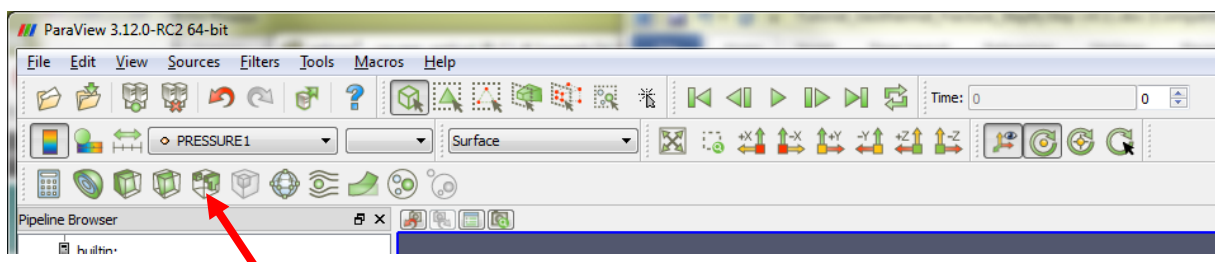 ParaView 3.12.0-RC2 64-bit
File Edit View Sources Filters Tools Macros Help
Time: 0 0
PRESSURE1 Surface +X -X +Y -Y +Z -Z
Pipeline Browser
builtin: